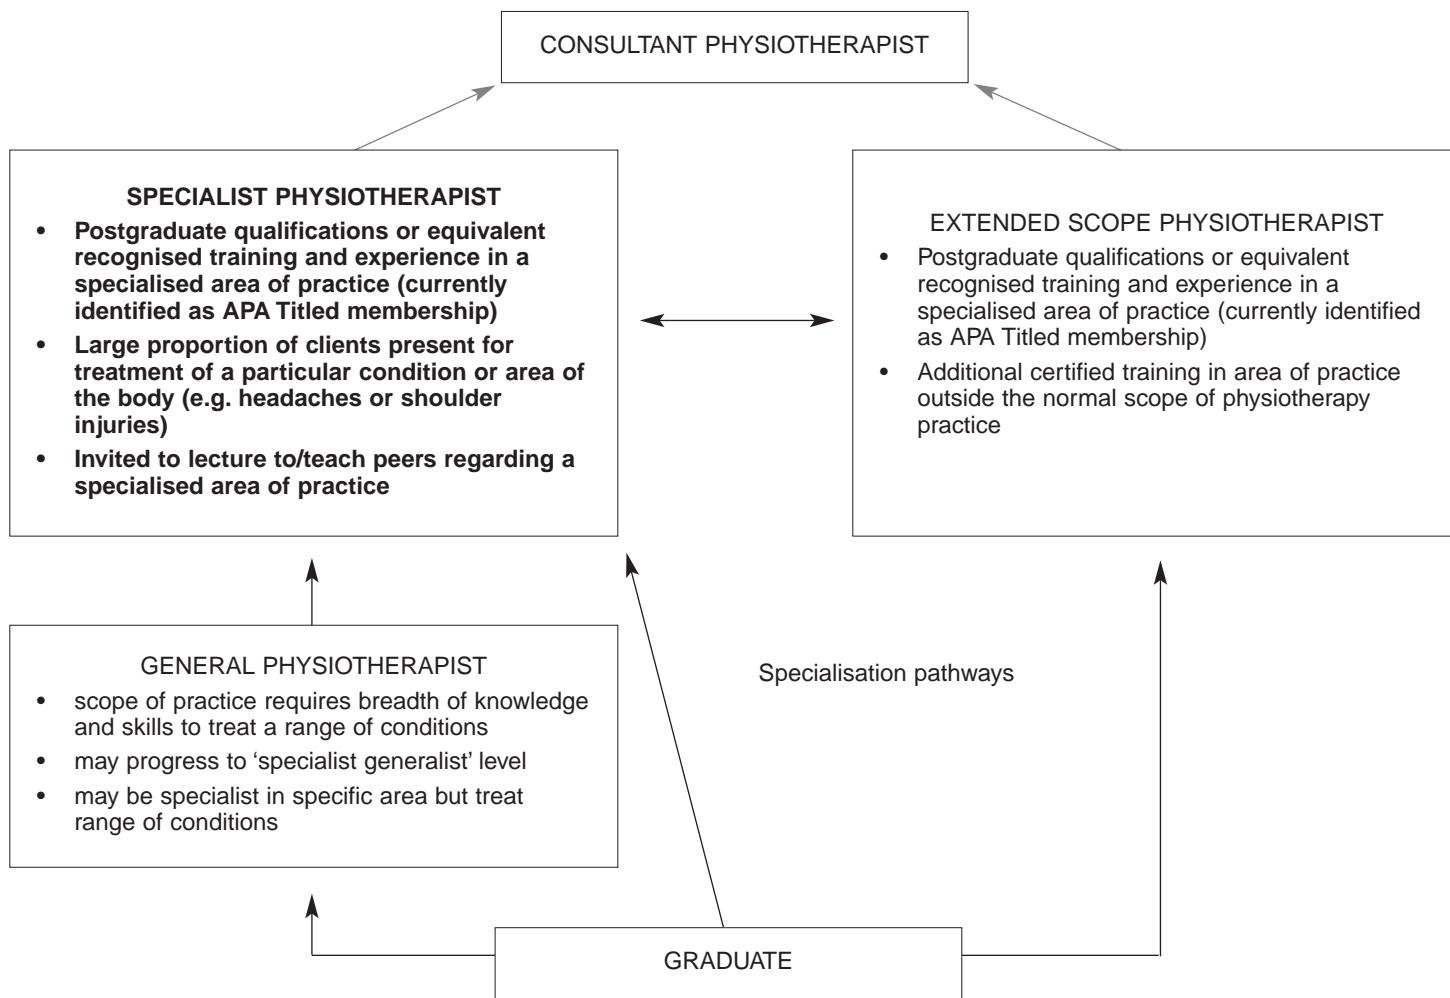 CONSULTANT PHYSIOTHERAPIST
SPECIALIST PHYSIOTHERAPIST
• Postgraduate qualifications or equivalent
recognised training and experience in a
specialised area of practice (currently
identified as APA Titled membership)
• Large proportion of clients present for
treatment of a particular condition or area of
the body (e.g. headaches or shoulder
injuries)
• Invited to lecture to/teach peers regarding a
specialised area of practice
EXTENDED SCOPE PHYSIOTHERAPIST
• Postgraduate qualifications or equivalent
recognised training and experience in a
specialised area of practice (currently identified
as APA Titled membership)
• Additional certified training in area of practice
outside the normal scope of physiotherapy
practice
GENERAL PHYSIOTHERAPIST
• scope of practice requires breadth of knowledge
and skills to treat a range of conditions
• may progress to ‘specialist generalist’ level
• may be specialist in specific area but treat
range of conditions
Specialisation pathways
GRADUATE